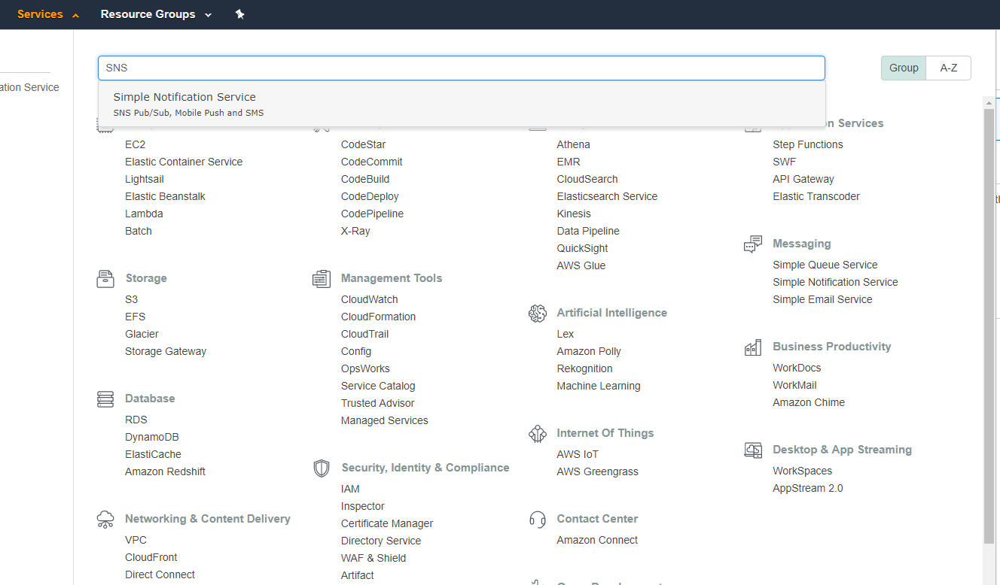 Services
Resource Groups
ation Service
SNS
Group
A-Z
Simple Notification Service
SNS Pub/Sub, Mobile Push and SMS
EC2
Elastic Container Service
Lightsail
Elastic Beanstalk
Lambda
Batch
Storage
S3
EFS
Glacier
Storage Gateway
Database
RDS
DynamoDB
ElastiCache
Amazon Redshift
Networking & Content Delivery
VPC
CloudFront
Direct Connect
CodeStar
CodeCommit
CodeBuild
CodeDeploy
CodePipeline
X-Ray
Management Tools
CloudWatch
CloudFormation
CloudTrail
Config
OpsWorks
Service Catalog
Trusted Advisor
Managed Services
Security, Identity & Compliance
IAM
Inspector
Certificate Manager
Directory Service
WAF & Shield
Artifact
Athena
EMR
CloudSearch
Elasticsearch Service
Kinesis
Data Pipeline
QuickSight
AWS Glue
Artificial Intelligence
Lex
Amazon Polly
Rekognition
Machine Learning
Internet Of Things
AWS IoT
AWS Greengrass
Contact Center
Amazon Connect
n Services
Step Functions
SWF
API Gateway
Elastic Transcoder
Messaging
Simple Queue Service
Simple Notification Service
Simple Email Service
Business Productivity
WorkDocs
WorkMail
Amazon Chime
Desktop & App Streaming
WorkSpaces
AppStream 2.0